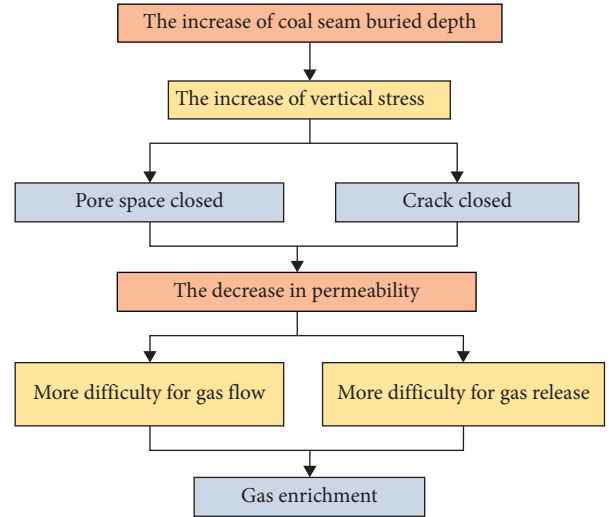 The increase of coal seam buried depth
The increase of vertical stress
Pore space closed
Crack closed
The decrease in permeability
More difficulty for gas flow
More difficulty for gas release
Gas enrichment